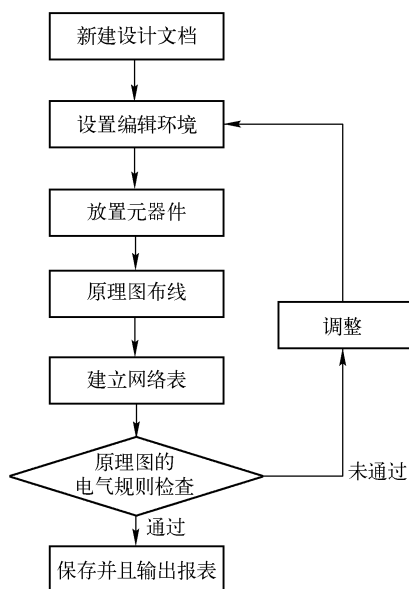 新建设计文档
设置编辑环境
放置元器件
原理图布线
调整
建立网络表
原理图的
电气规则检查
未通过
通过
保存并且输出报表